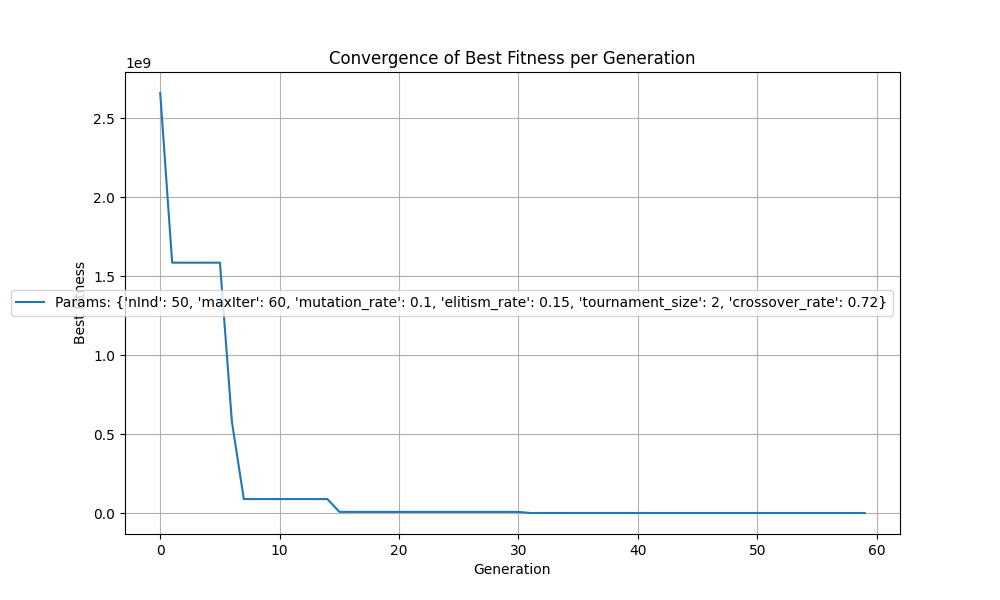 Convergence of Best Fitness per Generation
1e9
2.5
2.0
1.5
Params: {'nInd': 50, 'maxIter': 60, 'mutation_rate': 0.1, 'elitism_rate': 0.15, 'tournament_size': 2, 'crossover_rate': 0.72}
Best Fitness
1.0
0.5
0.0
0 10 20 30 40 50 60
Generation